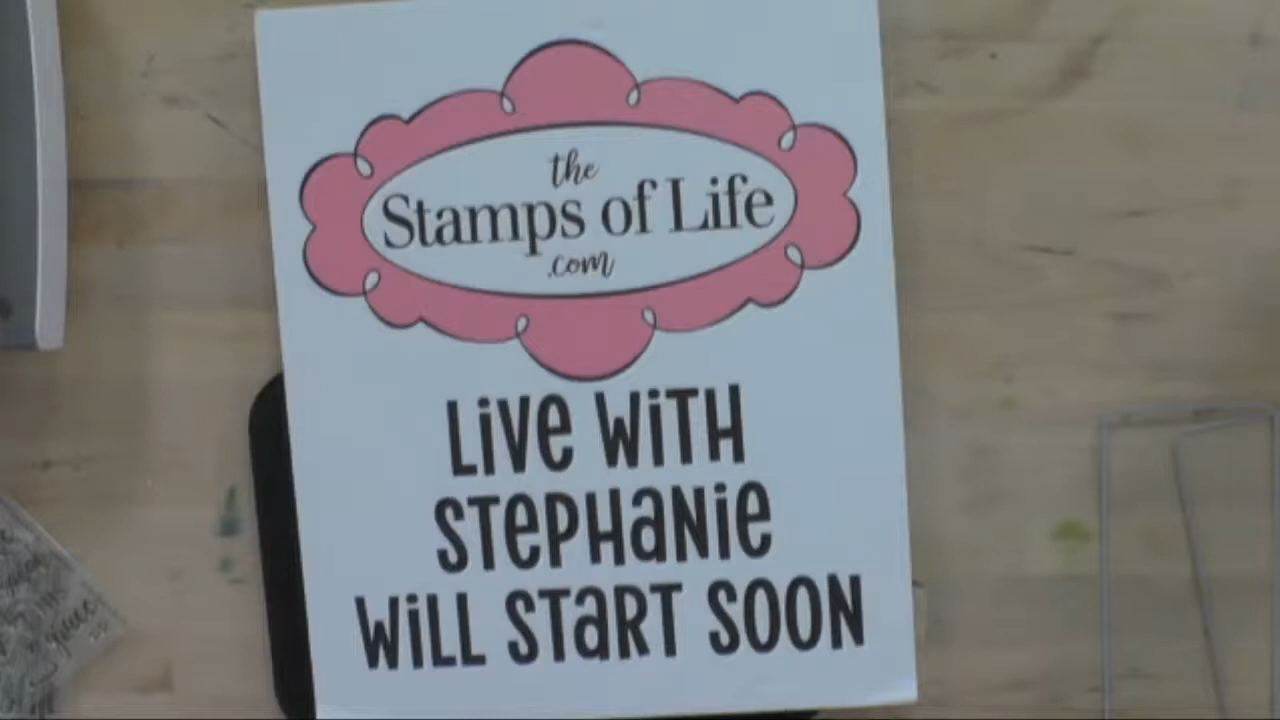 the
Stamps of Life
.com
LiVe WiTH
STePHaNie
WiLL STaRT SOON